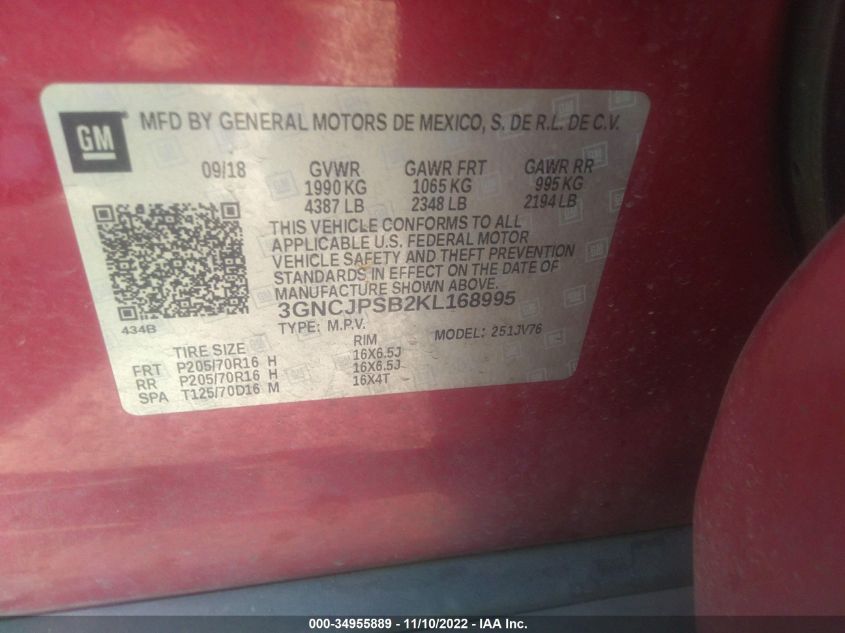 GM
MFD BY GENERAL MOTORS DE MEXICO, S. DE R.L. DE C.V.
09/18 GVWR GAWR FRT GAWR RR
1990 KG 1065 KG 995 KG
4387 LB 2348 LB 2194 LB
THIS VEHICLE CONFORMS TO ALL
APPLICABLE U.S. FEDERAL MOTOR
VEHICLE SAFETY AND THEFT PREVENTION
STANDARDS IN EFFECT ON THE DATE OF
MANUFACTURE SHOWN ABOVE.
3GNCJPSB2KL168995
434B
TYPE: M.P.V. MODEL: 251JV76
TIRE SIZE RIM
FRT P205/70R16 H 16X6.5J
RR P205/70R16 H 16X6.5J
SPA T125/70D16 M 16X4T
000-34955889 - 11/10/2022 - IAA Inc.